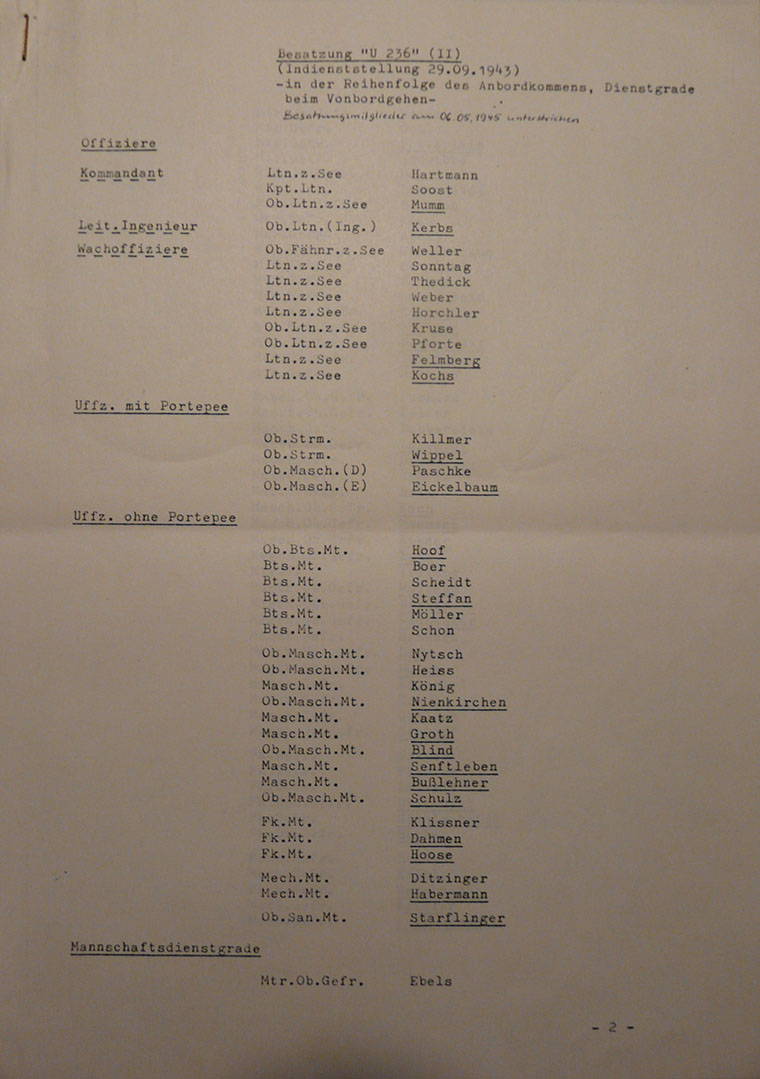 Besatzung "U 236" (II)
(Indienststellung 29.09.1943)
-in der Reihenfolge des Anbordkommens, Dienstgrade
beim Vonbordgehen-
Besatzungsmitglieder am 06.05.1945 unterstrichen
Offiziere
Kommandant Ltn.z.See Hartmann
Kpt.Ltn. Soost
Ob.Ltn.z.See Mumm
Leit.Ingenieur Ob.Ltn.(Ing.) Kerbs
Wachoffiziere Ob.Fähnr.z.See Weller
Ltn.z.See Sonntag
Ltn.z.See Thedick
Ltn.z.See Weber
Ltn.z.See Horchler
Ob.Ltn.z.See Kruse
Ob.Ltn.z.See Pforte
Ltn.z.See Felmberg
Ltn.z.See Kochs
Uffz. mit Portepee
Ob.Strm. Killmer
Ob.Strm. Wippel
Ob.Masch.(D) Paschke
Ob.Masch.(E) Eickelbaum
Uffz. ohne Portepee
Ob.Bts.Mt. Hoof
Bts.Mt. Boer
Bts.Mt. Scheidt
Bts.Mt. Steffan
Bts.Mt. Möller
Bts.Mt. Schon
Ob.Masch.Mt. Nytsch
Ob.Masch.Mt. Heiss
Masch.Mt. König
Ob.Masch.Mt. Nienkirchen
Masch.Mt. Kaatz
Masch.Mt. Groth
Ob.Masch.Mt. Blind
Masch.Mt. Senftleben
Masch.Mt. Bußlehner
Ob.Masch.Mt. Schulz
Fk.Mt. Klissner
Fk.Mt. Dahmen
Fk.Mt. Hoose
Mech.Mt. Ditzinger
Mech.Mt. Habermann
Ob.San.Mt. Starflinger
Mannschaftsdienstgrade
Mtr.Ob.Gefr. Ebels
- 2 -